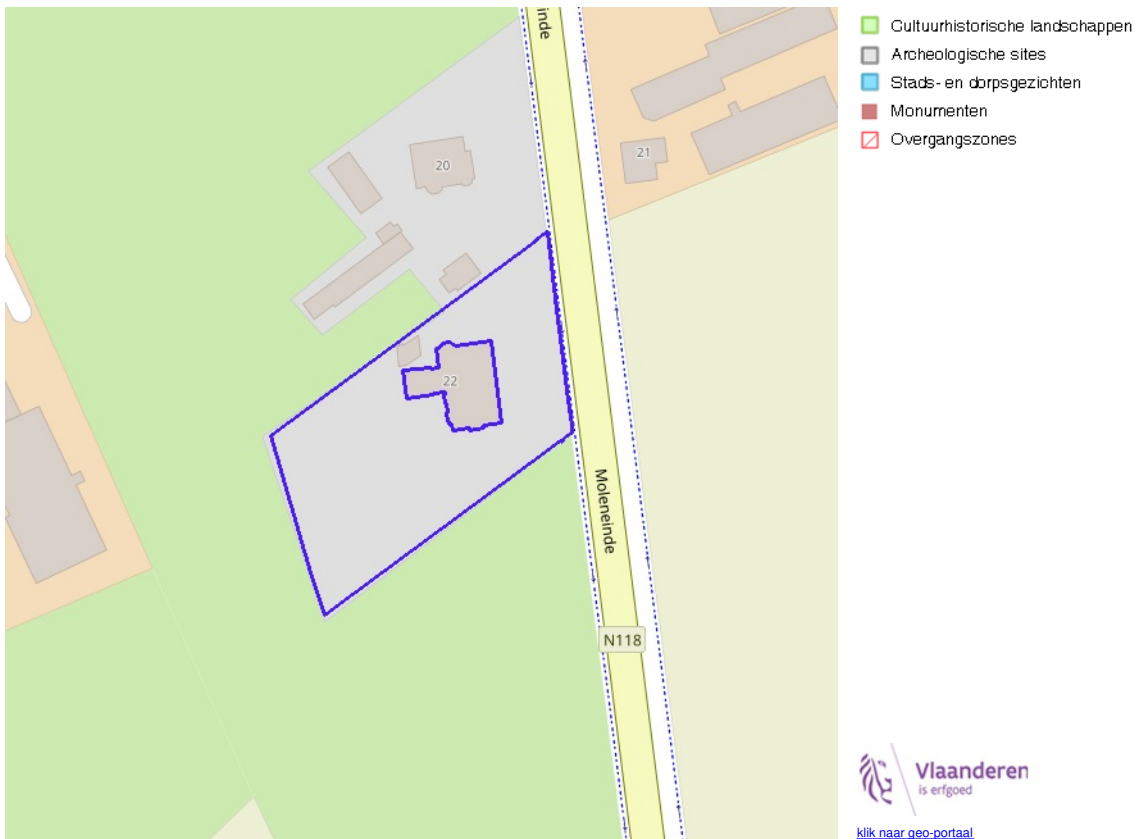 inde
20
21
22
Moleneinde
N118
Cultuurhistorische landschappen
Archeologische sites
Stads- en dorpsgezichten
Monumenten
Overgangszones
Vlaanderen
is erfgoed
klik naar geo-portaal